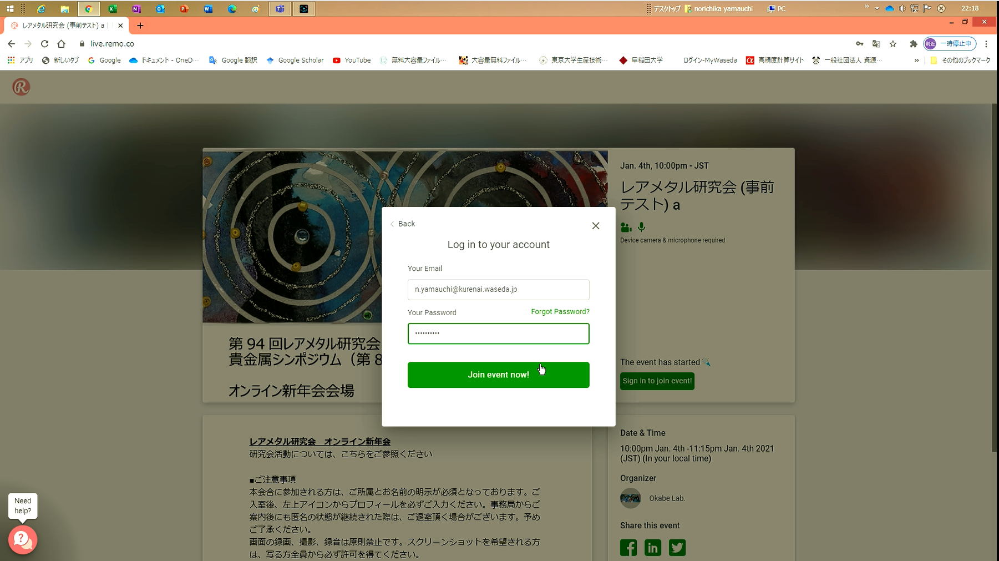 デスクトップ
norichika yamauchi
PC
»
22:18
レアメタル研究会 (事前テスト) a |
live.remo.co
則近
一時停止中
アプリ
新しいタブ
Google
ドキュメント - OneD…
Google 翻訳
Google Scholar
YouTube
無料大容量ファイル…
大容量無料ファイル…
東京大学生産技術…
早稲田大学
ログイン-MyWaseda
高精度計算サイト
一般社団法人 資源…
»
その他のブックマーク
Jan. 4th, 10:00pm - JST
レアメタル研究会 (事前
テスト) a
Device camera & microphone required
Back
Log in to your account
Your Email
n.yamauchi@kurenai.waseda.jp
Your Password
Forgot Password?
••••••••••
Join event now!
第 94 回レアメタル研究会
貴金属シンポジウム（第 8
オンライン新年会会場
The event has started
Sign in to join event!
レアメタル研究会　オンライン新年会
研究会活動については、こちらをご参照ください
■ご注意事項
本会合に参加される方は、ご所属とお名前の明示が必須となっております。ご
入室後、左上アイコンからプロフィールを必ずご入力ください。事務局からご
案内後にも匿名の状態が継続された際は、ご退室頂く場合がございます。予め
ご了承ください。
画面の録画、撮影、録音は原則禁止です。スクリーンショットを希望される方
は、写る方全員から必ず許可を得てください。
Date & Time
10:00pm Jan. 4th -11:15pm Jan. 4th 2021
(JST) (In your local time)
Organizer
Okabe Lab.
Share this event
Need
help?